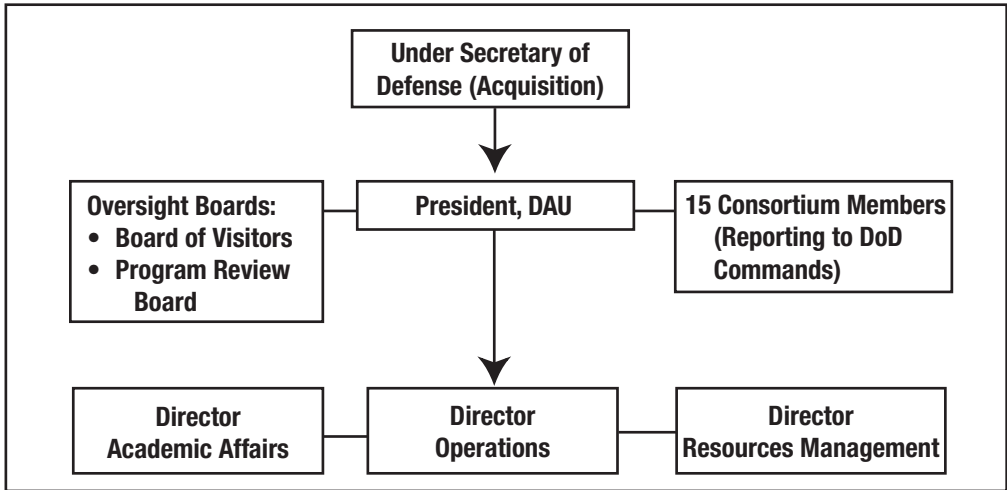 Under Secretary of
Defense (Acquisition)
Oversight Boards:
• Board of Visitors
• Program Review
Board
President, DAU
15 Consortium Members
(Reporting to DoD
Commands)
Director
Academic Affairs
Director
Operations
Director
Resources Management